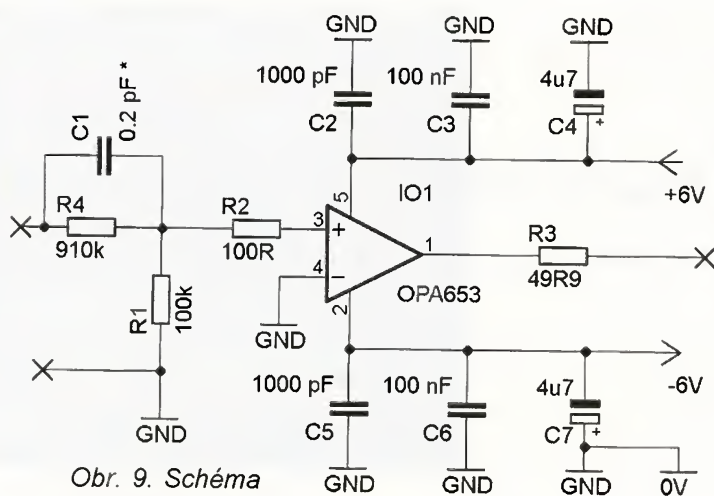 GND
GND
GND
1000 pF
100 nF
4u7
C2
C3
C4
+
C1
0.2 pF *
5
IO1
+6V
R4
910k
R2
100R
3
+
4
−
1
R3
49R9
OPA653
2
R1
100k
GND
-6V
1000 pF
100 nF
4u7
C5
C6
C7
+
GND
GND
GND
GND
0V
Obr. 9. Schéma